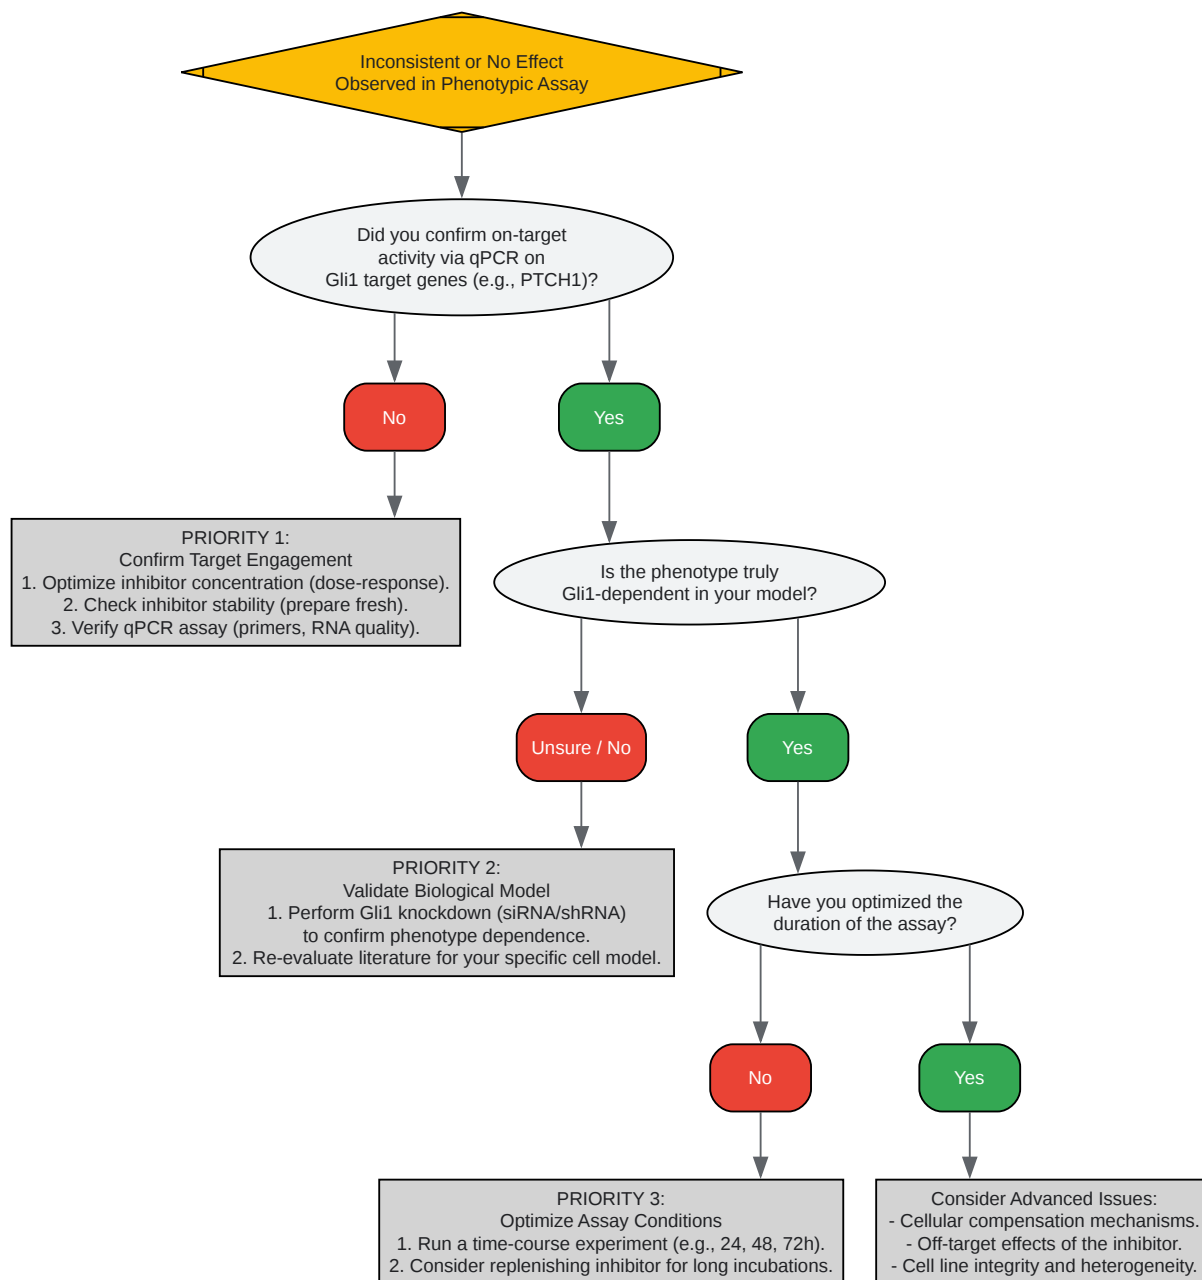 Inconsistent or No Effect
Observed in Phenotypic Assay
Did you confirm on-target
activity via qPCR on
Gli1 target genes (e.g., PTCH1)?
No
Yes
PRIORITY 1:
Confirm Target Engagement
1. Optimize inhibitor concentration (dose-response).
2. Check inhibitor stability (prepare fresh).
3. Verify qPCR assay (primers, RNA quality).
Is the phenotype truly
Gli1-dependent in your model?
Unsure / No
Yes
PRIORITY 2:
Validate Biological Model
1. Perform Gli1 knockdown (siRNA/shRNA)
to confirm phenotype dependence.
2. Re-evaluate literature for your specific cell model.
Have you optimized the
duration of the assay?
No
Yes
PRIORITY 3:
Optimize Assay Conditions
1. Run a time-course experiment (e.g., 24, 48, 72h).
2. Consider replenishing inhibitor for long incubations.
Consider Advanced Issues:
- Cellular compensation mechanisms.
- Off-target effects of the inhibitor.
- Cell line integrity and heterogeneity.